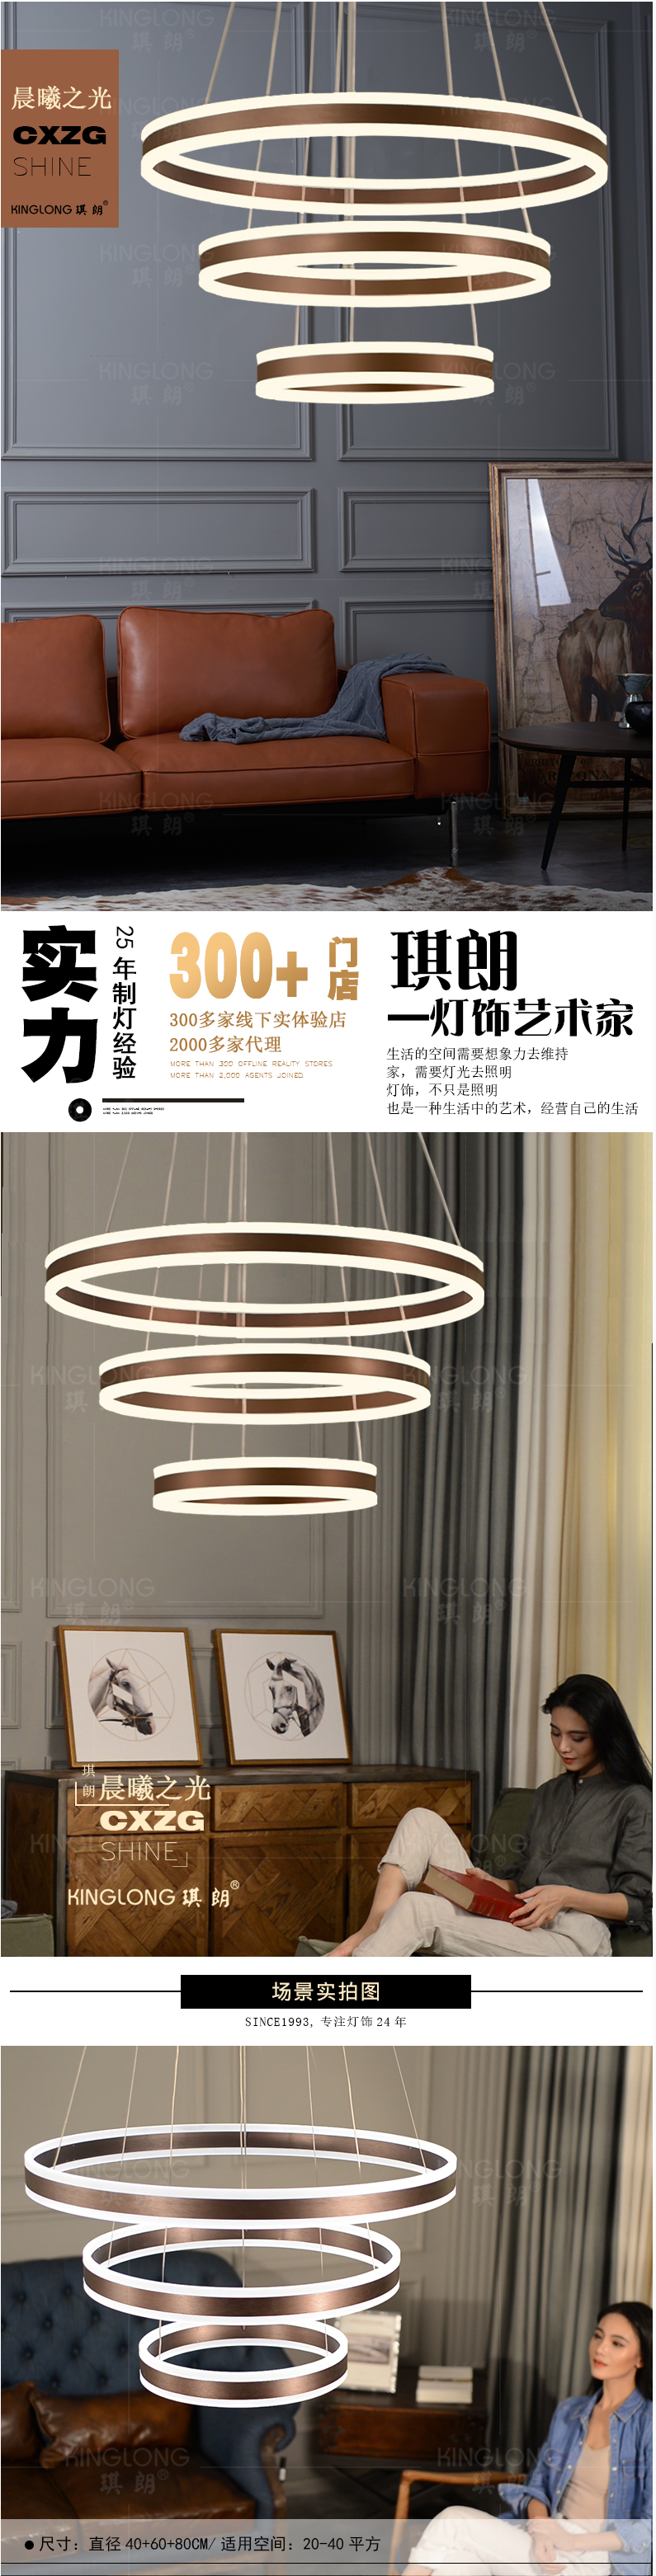 晨曦之光
CXZG
SHINE
KINGLONG 琪朗®
KINGLONG
琪朗®
实力
25年制灯经验
300+门店
300多家线下实体验店
2000多家代理
MORE THAN 300 OFFLINE REALITY STORES
MORE THAN 2,000 AGENTS JOINED.
琪朗
一灯饰艺术家
生活的空间需要想象力去维持
家，需要灯光去照明
灯饰，不只是照明
也是一种生活中的艺术，经营自己的生活
琪朗
晨曦之光
CXZG
SHINE
KINGLONG 琪朗®
场景实拍图
SINCE1993, 专注灯饰 24 年
● 尺寸：直径 40+60+80CM/ 适用空间：20-40 平方